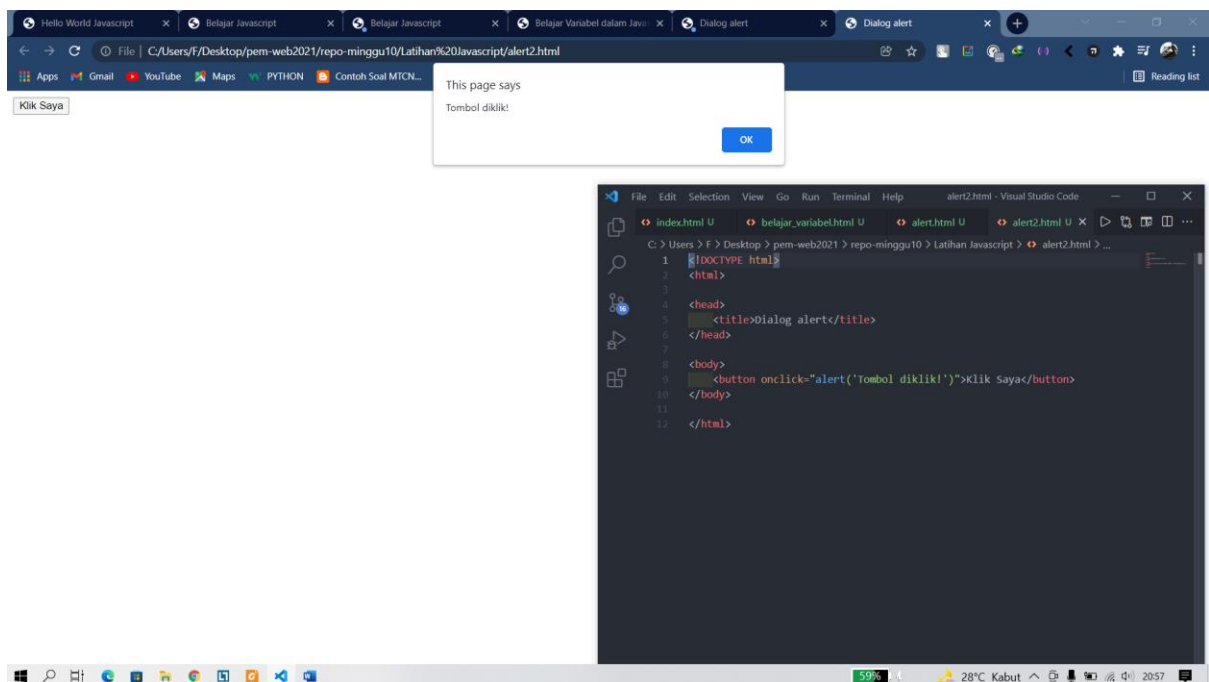 Hello World Javascript
Belajar Javascript
Belajar Javascript
Belajar Variabel dalam Java
Dialog alert
Dialog alert
File | C:/Users/F/Desktop/pem-web2021/repo-minggu10/Latihan%20Javascript/alert2.html
Apps Gmail YouTube Maps PYTHON Contoh Soal MTCN... Reading list
This page says
Tombol diklik!
OK
Klik Saya
File Edit Selection View Go Run Terminal Help alert2.html - Visual Studio Code
index.html U belajar_variabel.html U alert.html U alert2.html U
C: > Users > F > Desktop > pem-web2021 > repo-minggu10 > Latihan Javascript > alert2.html > ...
1 <!DOCTYPE html>
2 <html>
3
4 <head>
5 <title>Dialog alert</title>
6 </head>
7
8 <body>
9 <button onclick="alert('Tombol diklik!')">Klik Saya</button>
10 </body>
11
12 </html>
16
59% 28°C Kabut 20:57